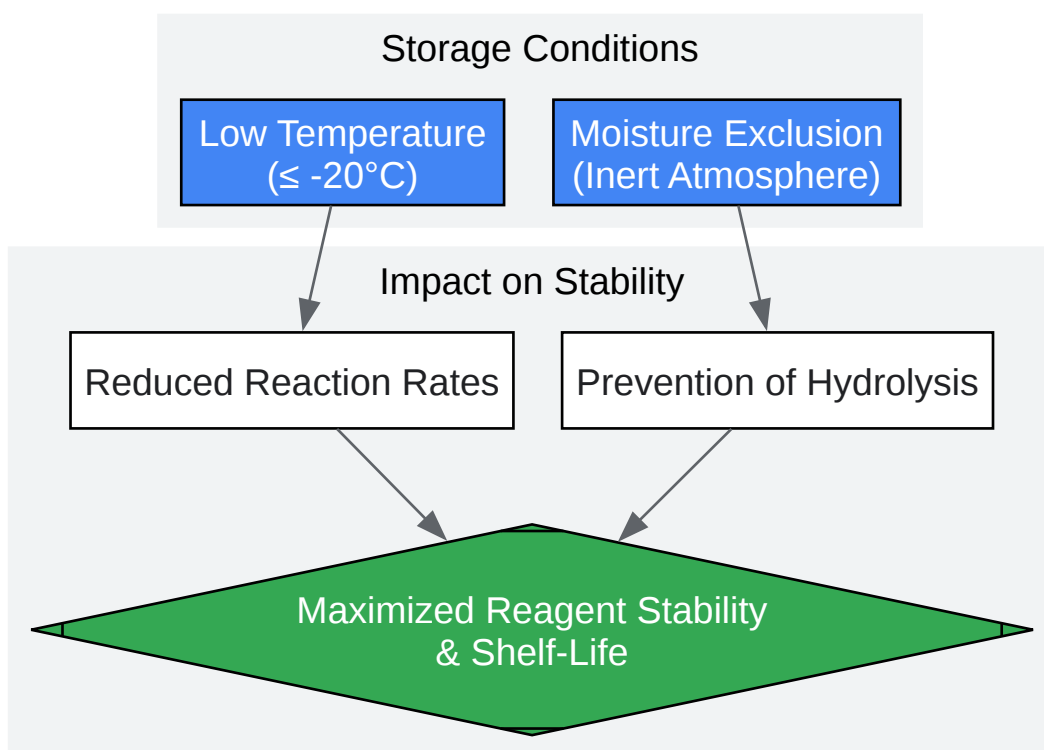 Storage Conditions
Low Temperature
(≤ -20°C)
Moisture Exclusion
(Inert Atmosphere)
Impact on Stability
Reduced Reaction Rates
Prevention of Hydrolysis
Maximized Reagent Stability
& Shelf-Life